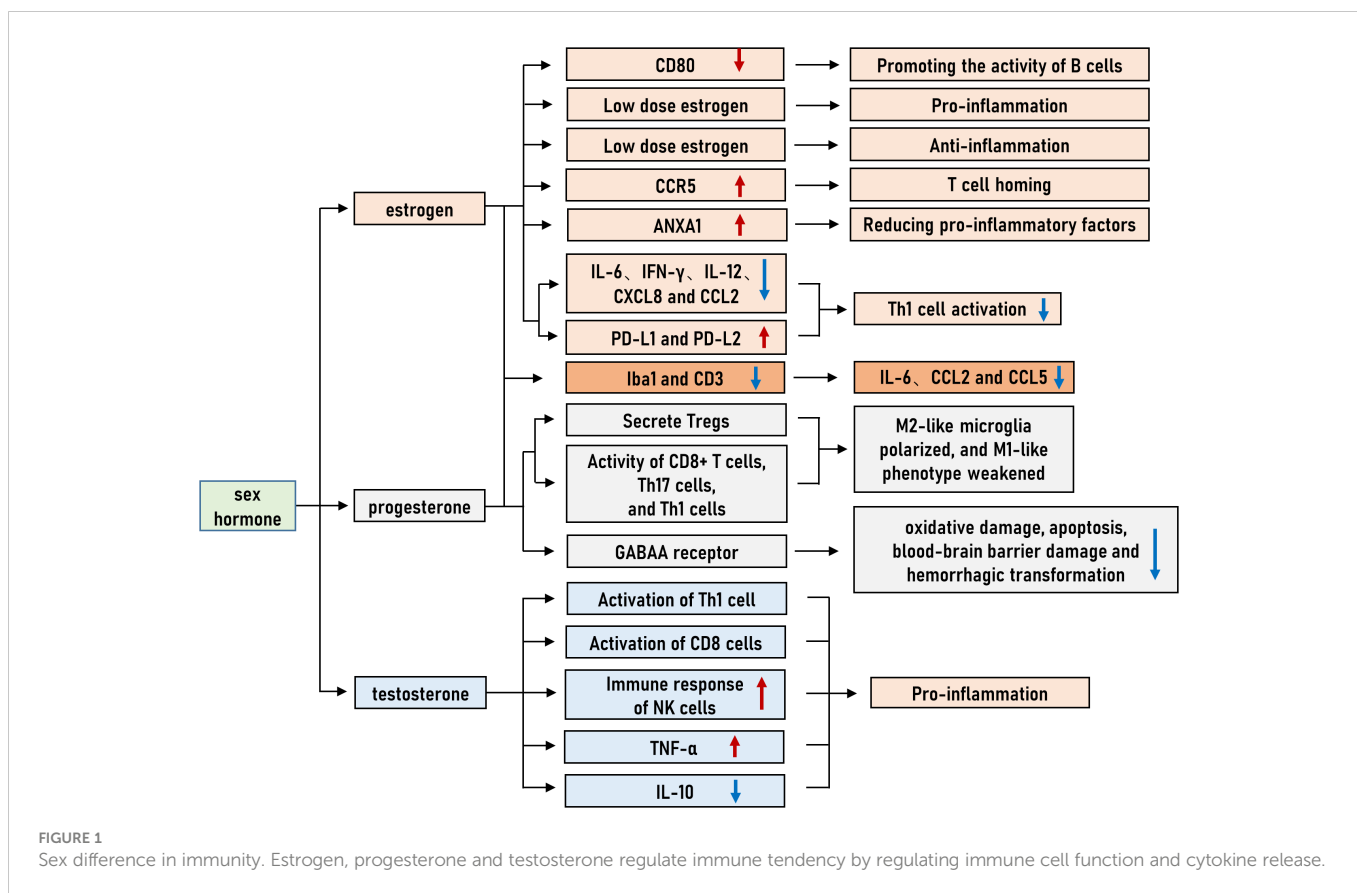 CD80
Promoting the activity of B cells
Low dose estrogen
Pro-inflammation
Low dose estrogen
Anti-inflammation
CCR5
T cell homing
estrogen
ANXA1
Reducing pro-inflammatory factors
IL-6、IFN-γ、IL-12、
CXCL8 and CCL2
Th1 cell activation
PD-L1 and PD-L2
Iba1 and CD3
IL-6、CCL2 and CCL5
Secrete Tregs
M2-like microglia
polarized, and M1-like
phenotype weakened
Activity of CD8+ T cells,
Th17 cells,
and Th1 cells
sex
hormone
progesterone
GABAA receptor
oxidative damage, apoptosis,
blood-brain barrier damage and
hemorrhagic transformation
Activation of Th1 cell
Activation of CD8 cells
testosterone
Immune response
of NK cells
Pro-inflammation
TNF-α
IL-10
FIGURE 1
Sex difference in immunity. Estrogen, progesterone and testosterone regulate immune tendency by regulating immune cell function and cytokine release.